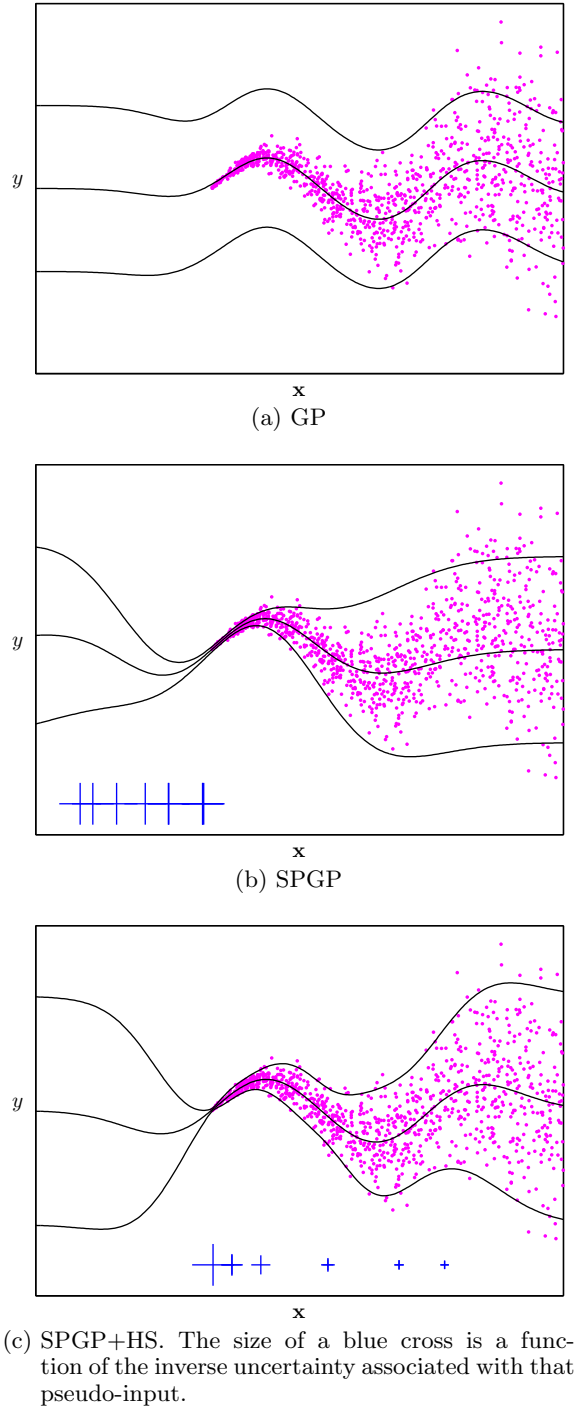 y
x
(a) GP
y
x
(b) SPGP
y
x
(c) SPGP+HS. The size of a blue cross is a func-
tion of the inverse uncertainty associated with that
pseudo-input.